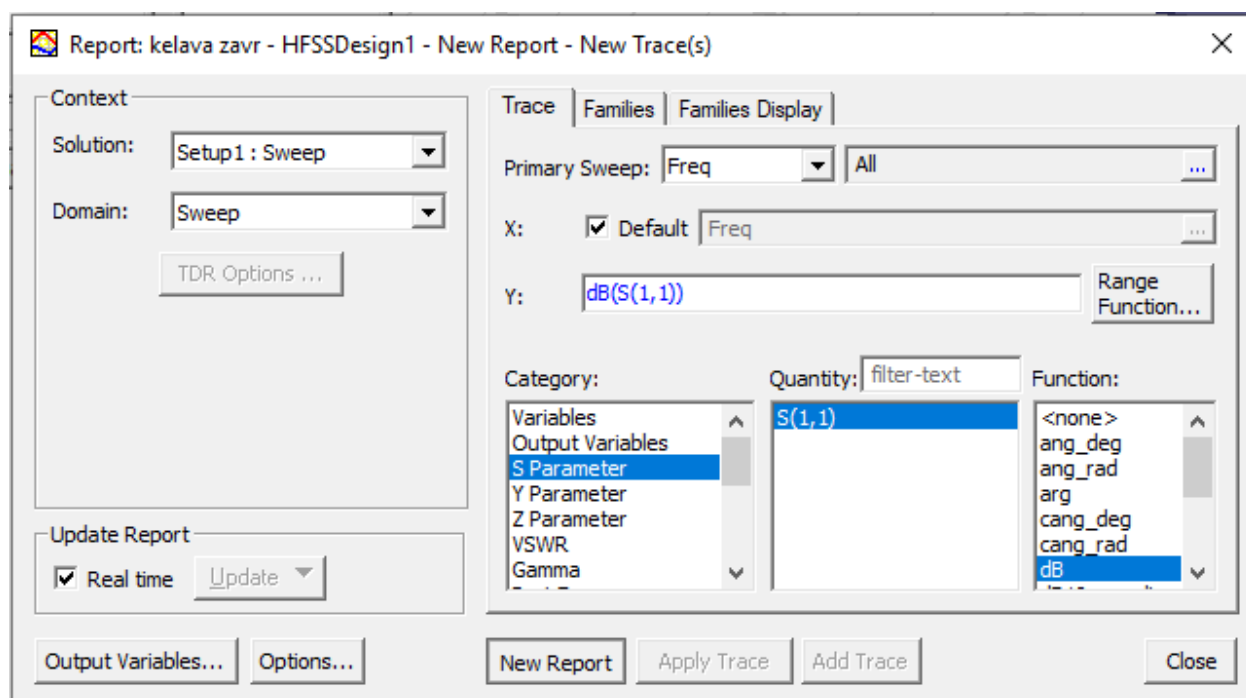 Report: kelava zavr - HFSSDesign1 - New Report - New Trace(s)
Context
Solution: Setup1 : Sweep
Domain: Sweep
TDR Options ...
Update Report
Real time Update
Output Variables... Options...
Trace Families Families Display
Primary Sweep: Freq All ...
X: Default Freq ...
Y: dB(S(1,1)) Range
Function...
Category: Quantity: filter-text Function:
Variables S(1,1) <none>
Output Variables ang_deg
S Parameter ang_rad
Y Parameter arg
Z Parameter cang_deg
VSWR cang_rad
Gamma dB
New Report Apply Trace Add Trace Close